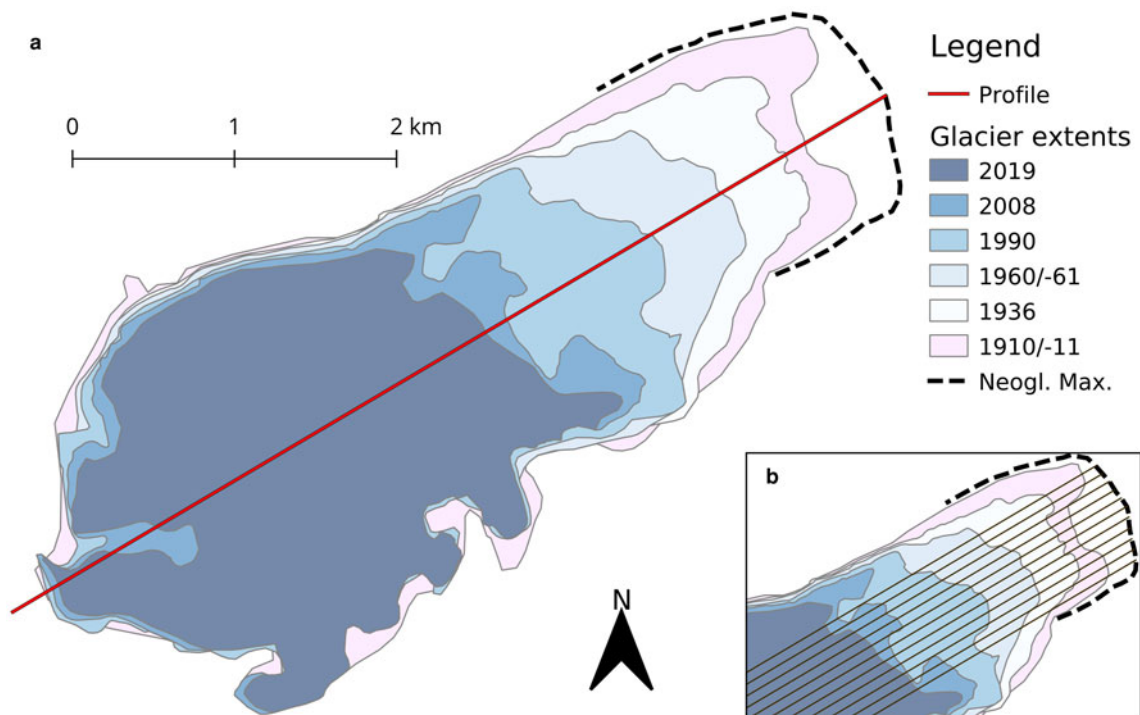 a
0 1 2 km
Legend
Profile
Glacier extents
2019
2008
1990
1960/-61
1936
1910/-11
Neogl. Max.
N
b